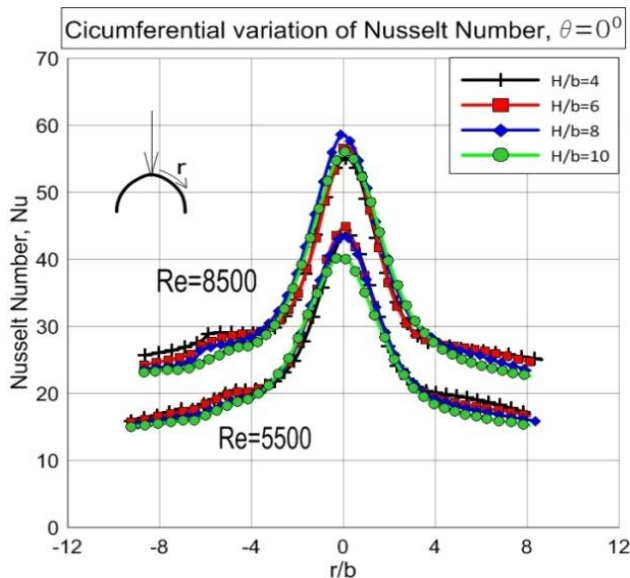 Cicumferential variation of Nusselt Number, θ=0⁰
70
60
50
40
30
20
10
0
Nusselt Number, Nu
H/b=4
H/b=6
H/b=8
H/b=10
r
Re=8500
Re=5500
-12 -8 -4 0 4 8 12
r/b